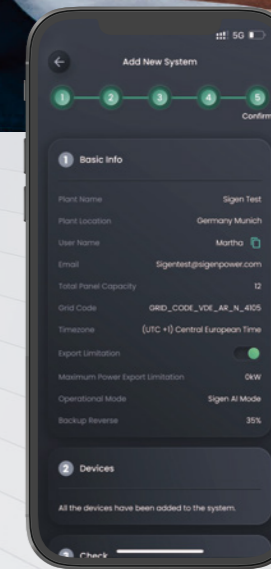 5G
Add New System
1 2 3 4 5
Confirm
1 Basic Info
Plant Name Sigen Test
Plant Location Germany Munich
User Name Martha
Email Sigentest@sigenpower.com
Total Panel Capacity 12
Grid Code GRID_CODE_VDE_AR_N_4105
Timezone (UTC +1) Central European Time
Export Limitation
Maximum Power Export Limitation 0kW
Operational Mode Sigen AI Mode
Backup Reverse 35%
2 Devices
All the devices have been added to the system.
3 Check